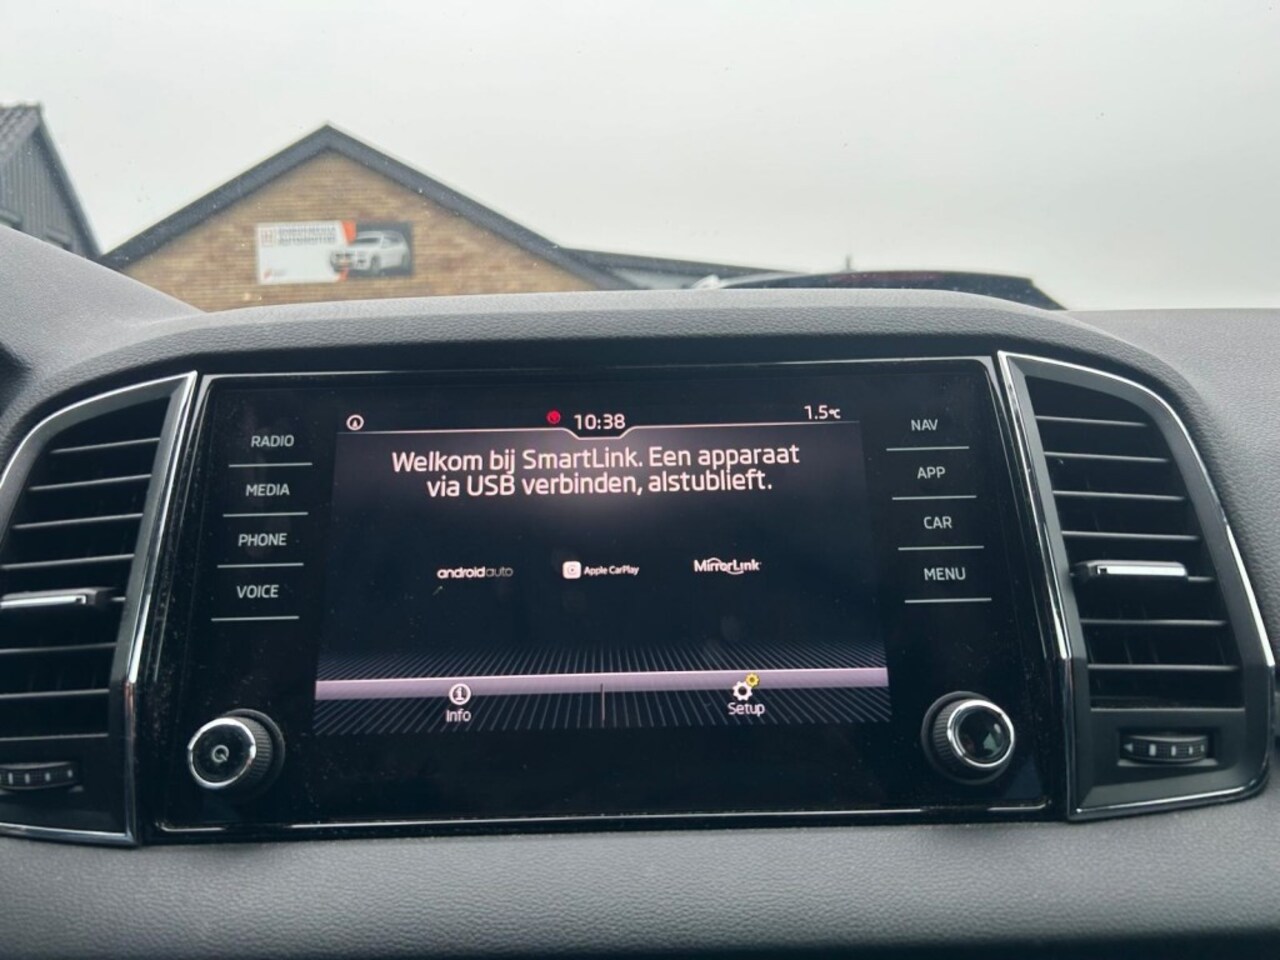 10:38
1.5°C
RADIO
MEDIA
PHONE
VOICE
Welkom bij SmartLink. Een apparaat
via USB verbinden, alstublieft.
androidauto
Apple CarPlay
MirrorLink
Info
Setup
NAV
APP
CAR
MENU